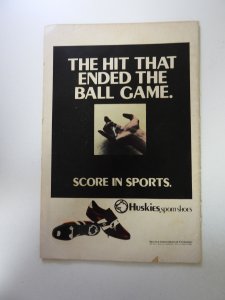 THE HIT THAT
ENDED THE
BALL GAME.
SCORE IN SPORTS.
Huskies sport shoes